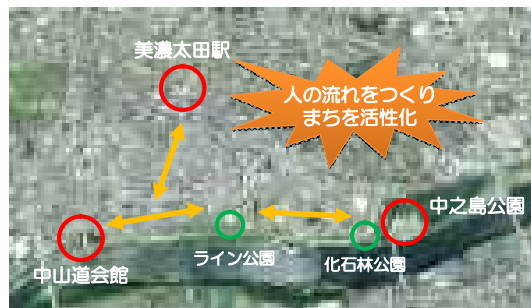 美濃太田駅
人の流れをつくり
まちを活性化
中之島公園
中山道会館
ライン公園
化石林公園